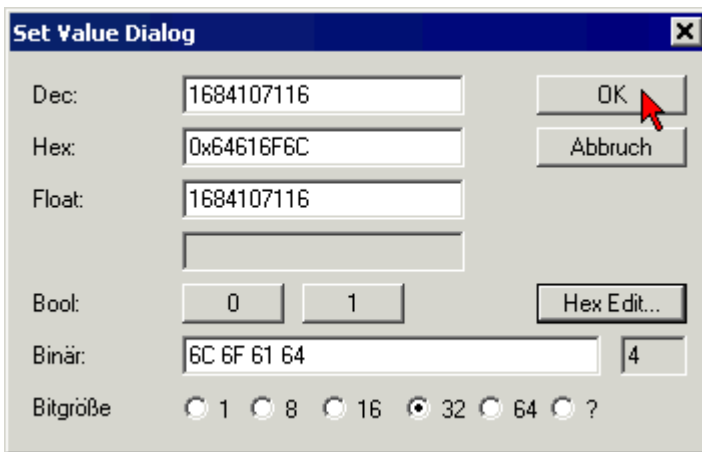 Set Value Dialog
Dec: 1684107116 OK
Hex: 0x64616F6C Abbruch
Float: 1684107116
Bool: 0 1 Hex Edit...
Binär: 6C 6F 61 64 4
Bitgröße 1 8 16 32 64 ?